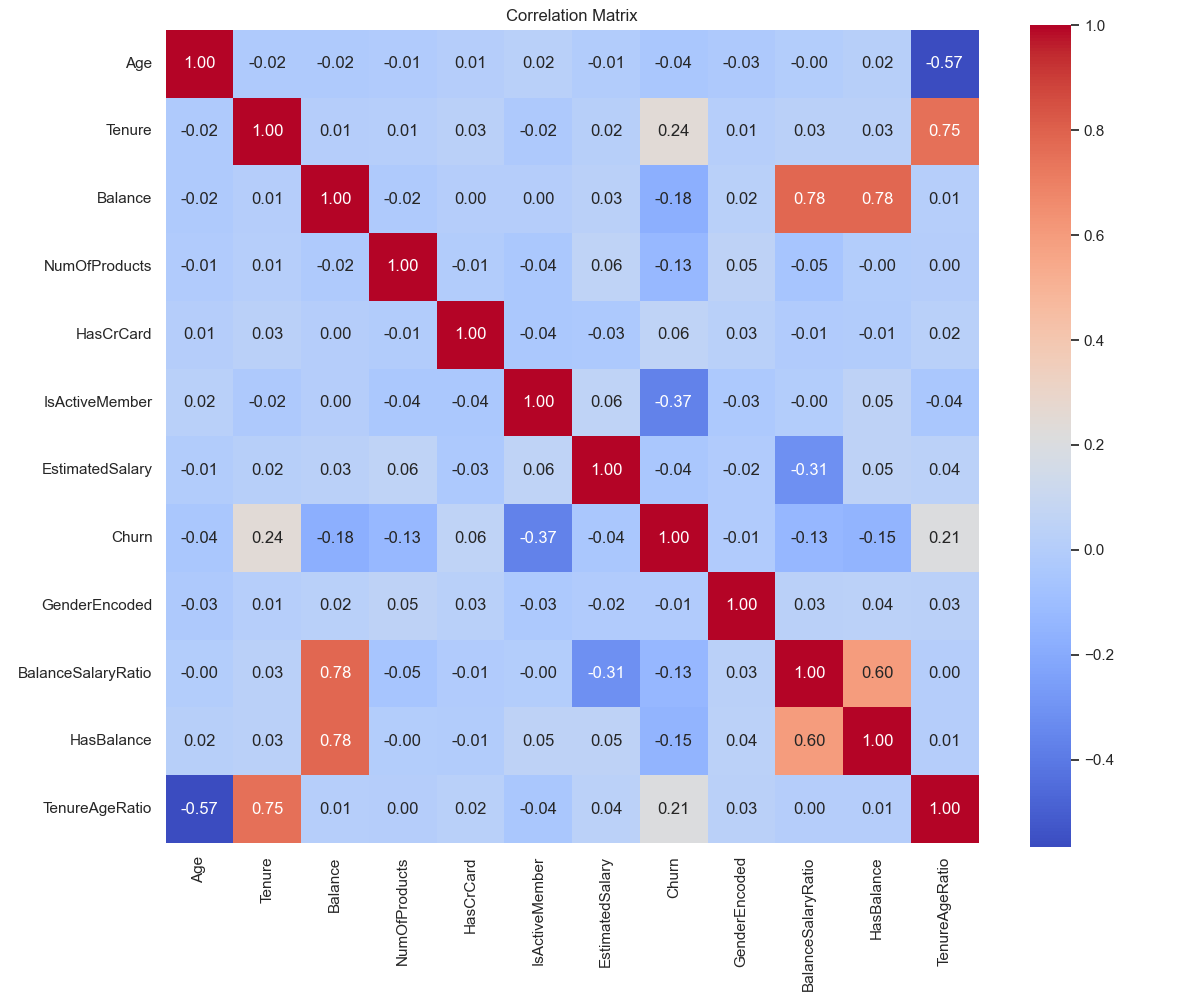 Correlation Matrix
Age 1.00 -0.02 -0.02 -0.01 0.01 0.02 -0.01 -0.04 -0.03 -0.00 0.02 -0.57
Tenure -0.02 1.00 0.01 0.01 0.03 -0.02 0.02 0.24 0.01 0.03 0.03 0.75
Balance -0.02 0.01 1.00 -0.02 0.00 0.00 0.03 -0.18 0.02 0.78 0.78 0.01
NumOfProducts -0.01 0.01 -0.02 1.00 -0.01 -0.04 0.06 -0.13 0.05 -0.05 -0.00 0.00
HasCrCard 0.01 0.03 0.00 -0.01 1.00 -0.04 -0.03 0.06 0.03 -0.01 -0.01 0.02
IsActiveMember 0.02 -0.02 0.00 -0.04 -0.04 1.00 0.06 -0.37 -0.03 -0.00 0.05 -0.04
EstimatedSalary -0.01 0.02 0.03 0.06 -0.03 0.06 1.00 -0.04 -0.02 -0.31 0.05 0.04
Churn -0.04 0.24 -0.18 -0.13 0.06 -0.37 -0.04 1.00 -0.01 -0.13 -0.15 0.21
GenderEncoded -0.03 0.01 0.02 0.05 0.03 -0.03 -0.02 -0.01 1.00 0.03 0.04 0.03
BalanceSalaryRatio -0.00 0.03 0.78 -0.05 -0.01 -0.00 -0.31 -0.13 0.03 1.00 0.60 0.00
HasBalance 0.02 0.03 0.78 -0.00 -0.01 0.05 0.05 -0.15 0.04 0.60 1.00 0.01
TenureAgeRatio -0.57 0.75 0.01 0.00 0.02 -0.04 0.04 0.21 0.03 0.00 0.01 1.00
Age
Tenure
Balance
NumOfProducts
HasCrCard
IsActiveMember
EstimatedSalary
Churn
GenderEncoded
BalanceSalaryRatio
HasBalance
TenureAgeRatio
1.0
0.8
0.6
0.4
0.2
0.0
−0.2
−0.4